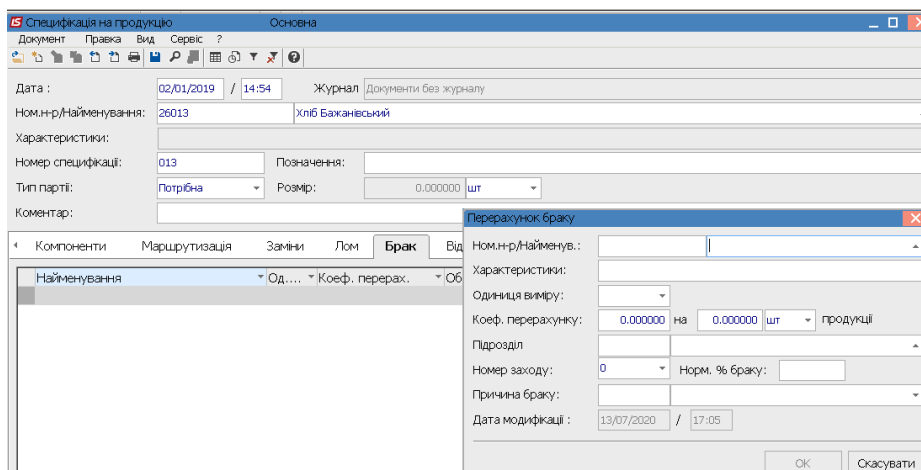 Специфікація на продукцію Основна
Документ Правка Вид Сервіс ?
Дата : 02/01/2019 / 14:54 Журнал Документи без журналу
Ном.н-р/Найменування: 26013 Хліб Бажанівський
Характеристики:
Номер специфікації: 013 Позначення:
Тип партії: Потрібна Розмір: 0.000000 шт
Коментар:
Компоненти Маршрутизація Заміни Лом Брак Від
Найменування Од.... Коеф. перерах. Об
Перерахунок браку
Ном.н-р/Найменув.:
Характеристики:
Одиниця виміру:
Коеф. перерахунку: 0.000000 на 0.000000 шт продукції
Підрозділ
Номер заходу: 0 Норм. % браку:
Причина браку:
Дата модифікації : 13/07/2020 / 17:05
OK Скасувати